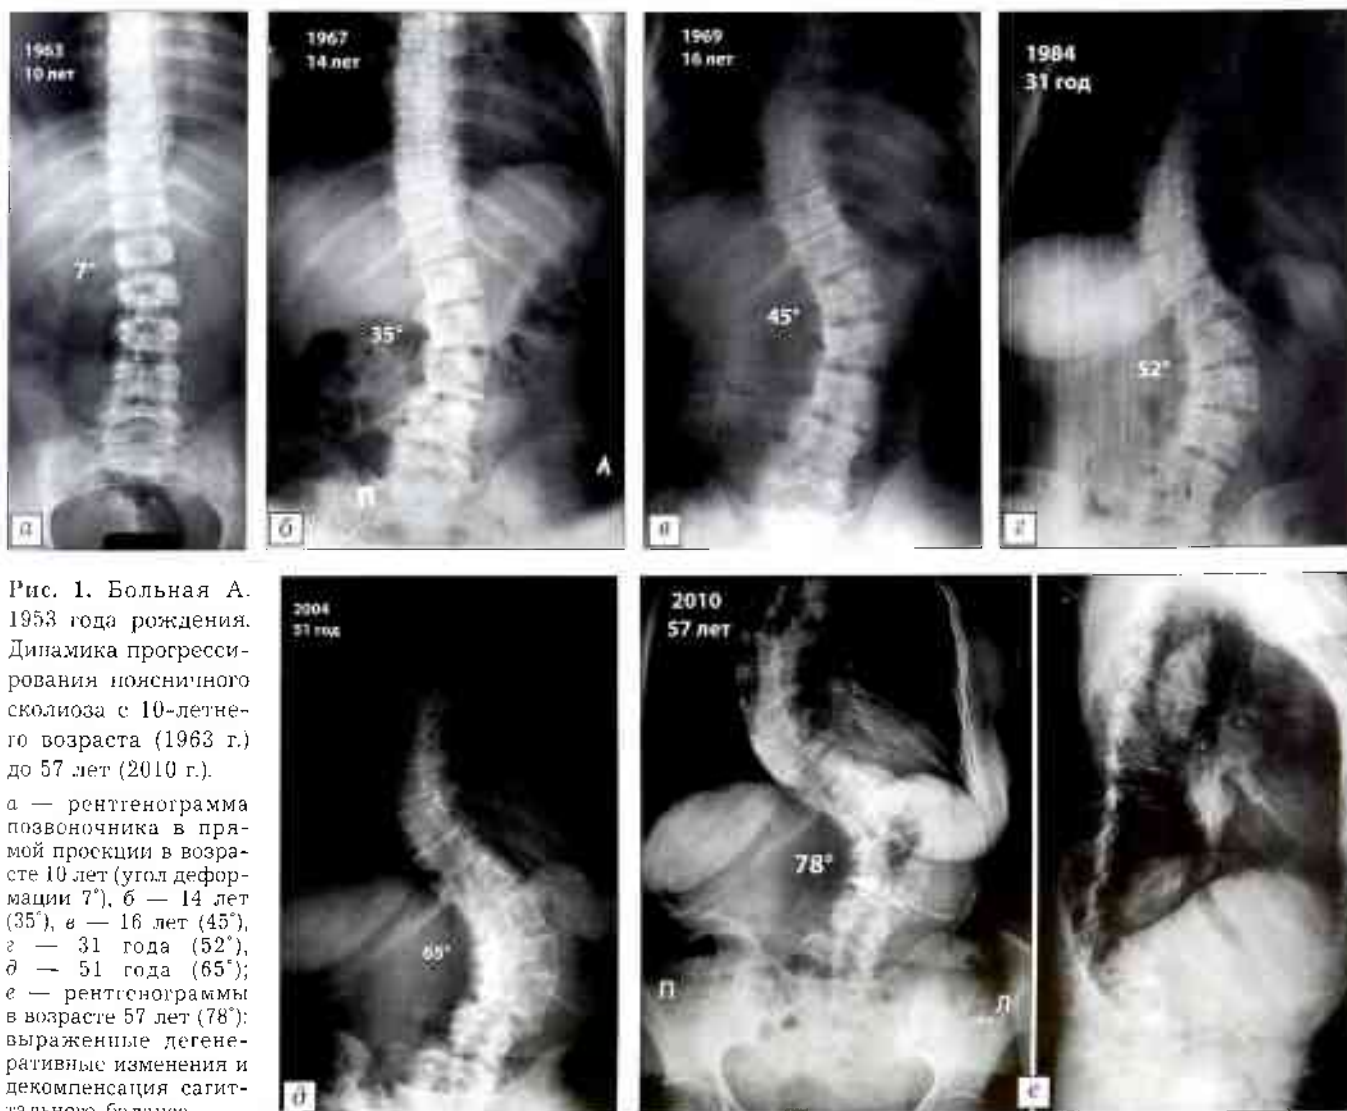 1963
10 лет
7°
а
1967
14 лет
35°
П
Л
б
1969
16 лет
45°
в
1984
31 год
52°
г
Рис. 1. Больная А.
1953 года рождения.
Динамика прогресси-
рования поясничного
сколиоза с 10-летне-
го возраста (1963 г.)
до 57 лет (2010 г.).
а — рентгенограмма
позвоночника в пря-
мой проекции в возра-
сте 10 лет (угол дефор-
мации 7°), б — 14 лет
(35°), в — 16 лет (45°),
г — 31 года (52°),
д — 51 года (65°);
е — рентгенограммы
в возрасте 57 лет (78°):
выраженные дегене-
ративные изменения и
декомпенсация сагит-
тального баланса
2004
51 год
65°
д
2010
57 лет
78°
П
Л
е